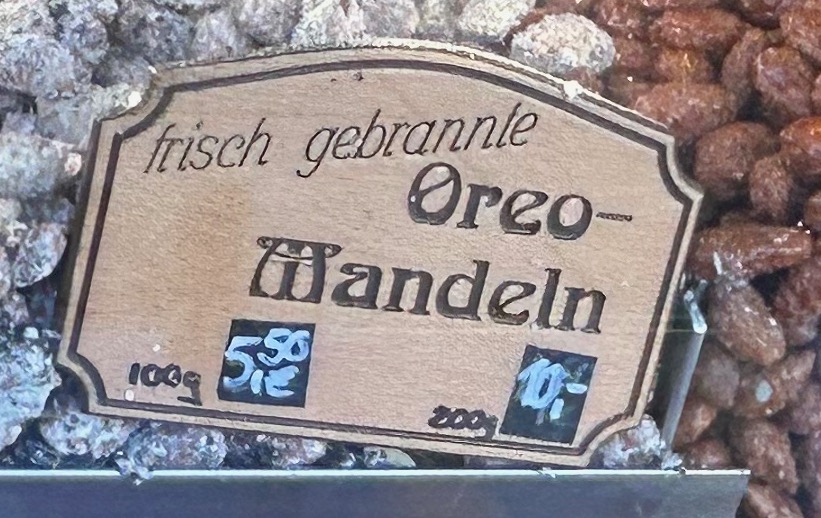 frisch gebrannte
Oreo-
Mandeln
100g 5,50 € 200g 10,-